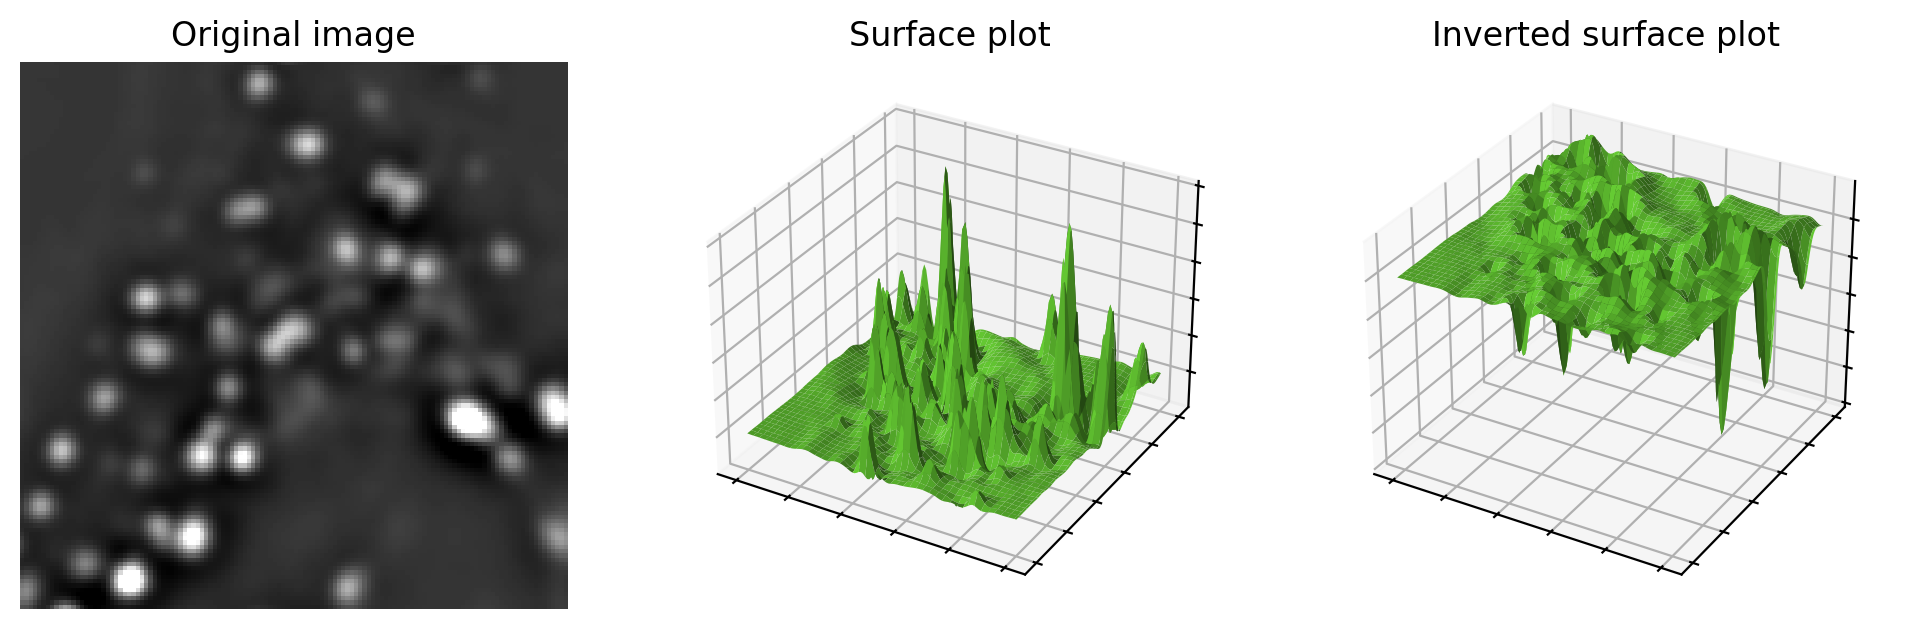 Original image
Surface plot
Inverted surface plot